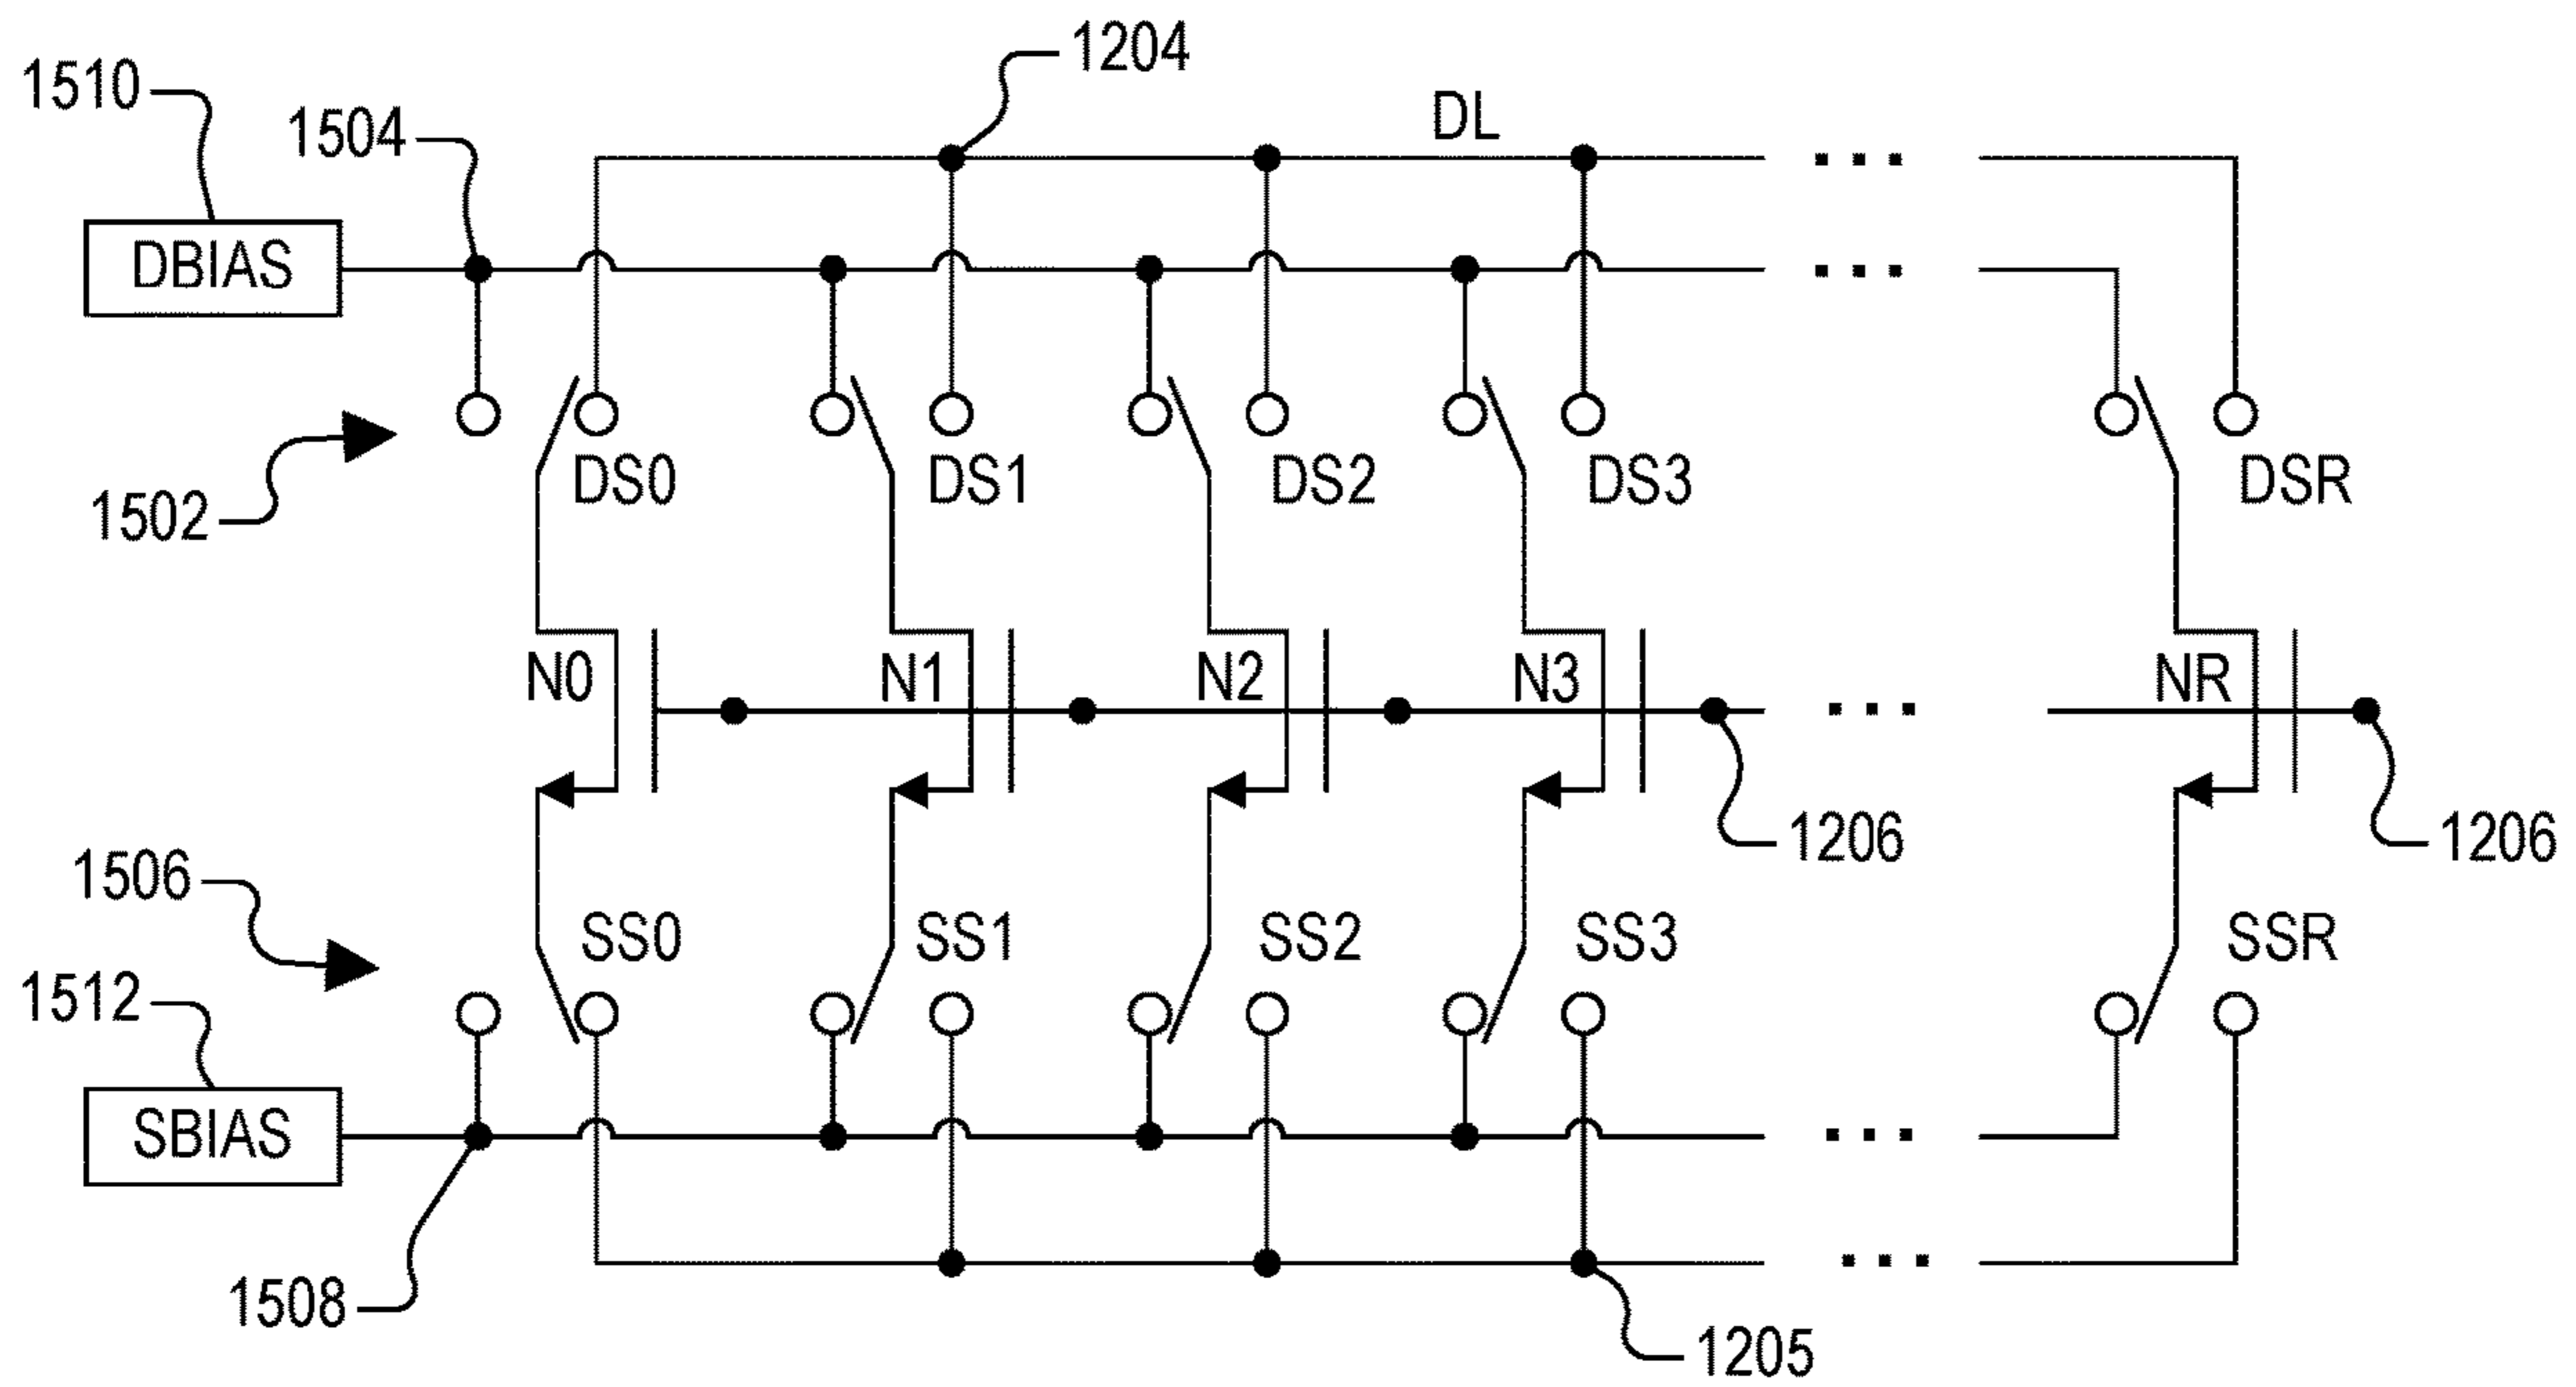 1204
1510
1504
DL
DBIAS
DS0
DS1
DS2
DS3
DSR
1502
N0
N1
N2
N3
NR
1206
1206
1506
SS0
SS1
SS2
SS3
SSR
1512
SBIAS
1508
1205